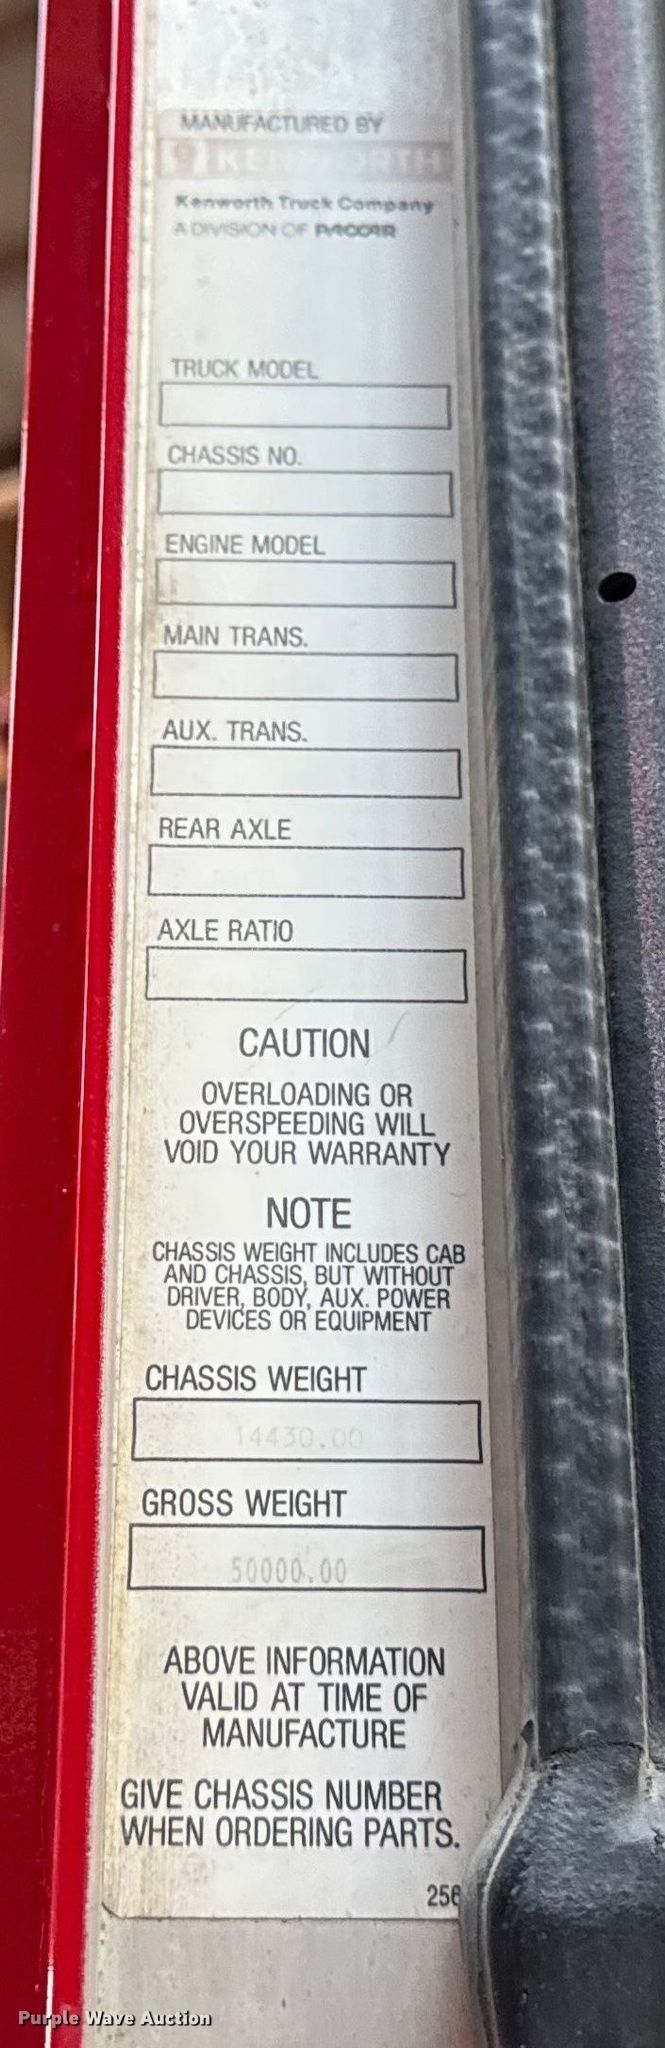 MANUFACTURED BY
KENWORTH
Kenworth Truck Company
A DIVISION OF PACCAR
TRUCK MODEL
CHASSIS NO.
ENGINE MODEL
MAIN TRANS.
AUX. TRANS.
REAR AXLE
AXLE RATIO
CAUTION
OVERLOADING OR
OVERSPEEDING WILL
VOID YOUR WARRANTY
NOTE
CHASSIS WEIGHT INCLUDES CAB
AND CHASSIS, BUT WITHOUT
DRIVER, BODY, AUX. POWER
DEVICES OR EQUIPMENT
CHASSIS WEIGHT
14430.00
GROSS WEIGHT
50000.00
ABOVE INFORMATION
VALID AT TIME OF
MANUFACTURE
GIVE CHASSIS NUMBER
WHEN ORDERING PARTS.
256
Purple Wave Auction